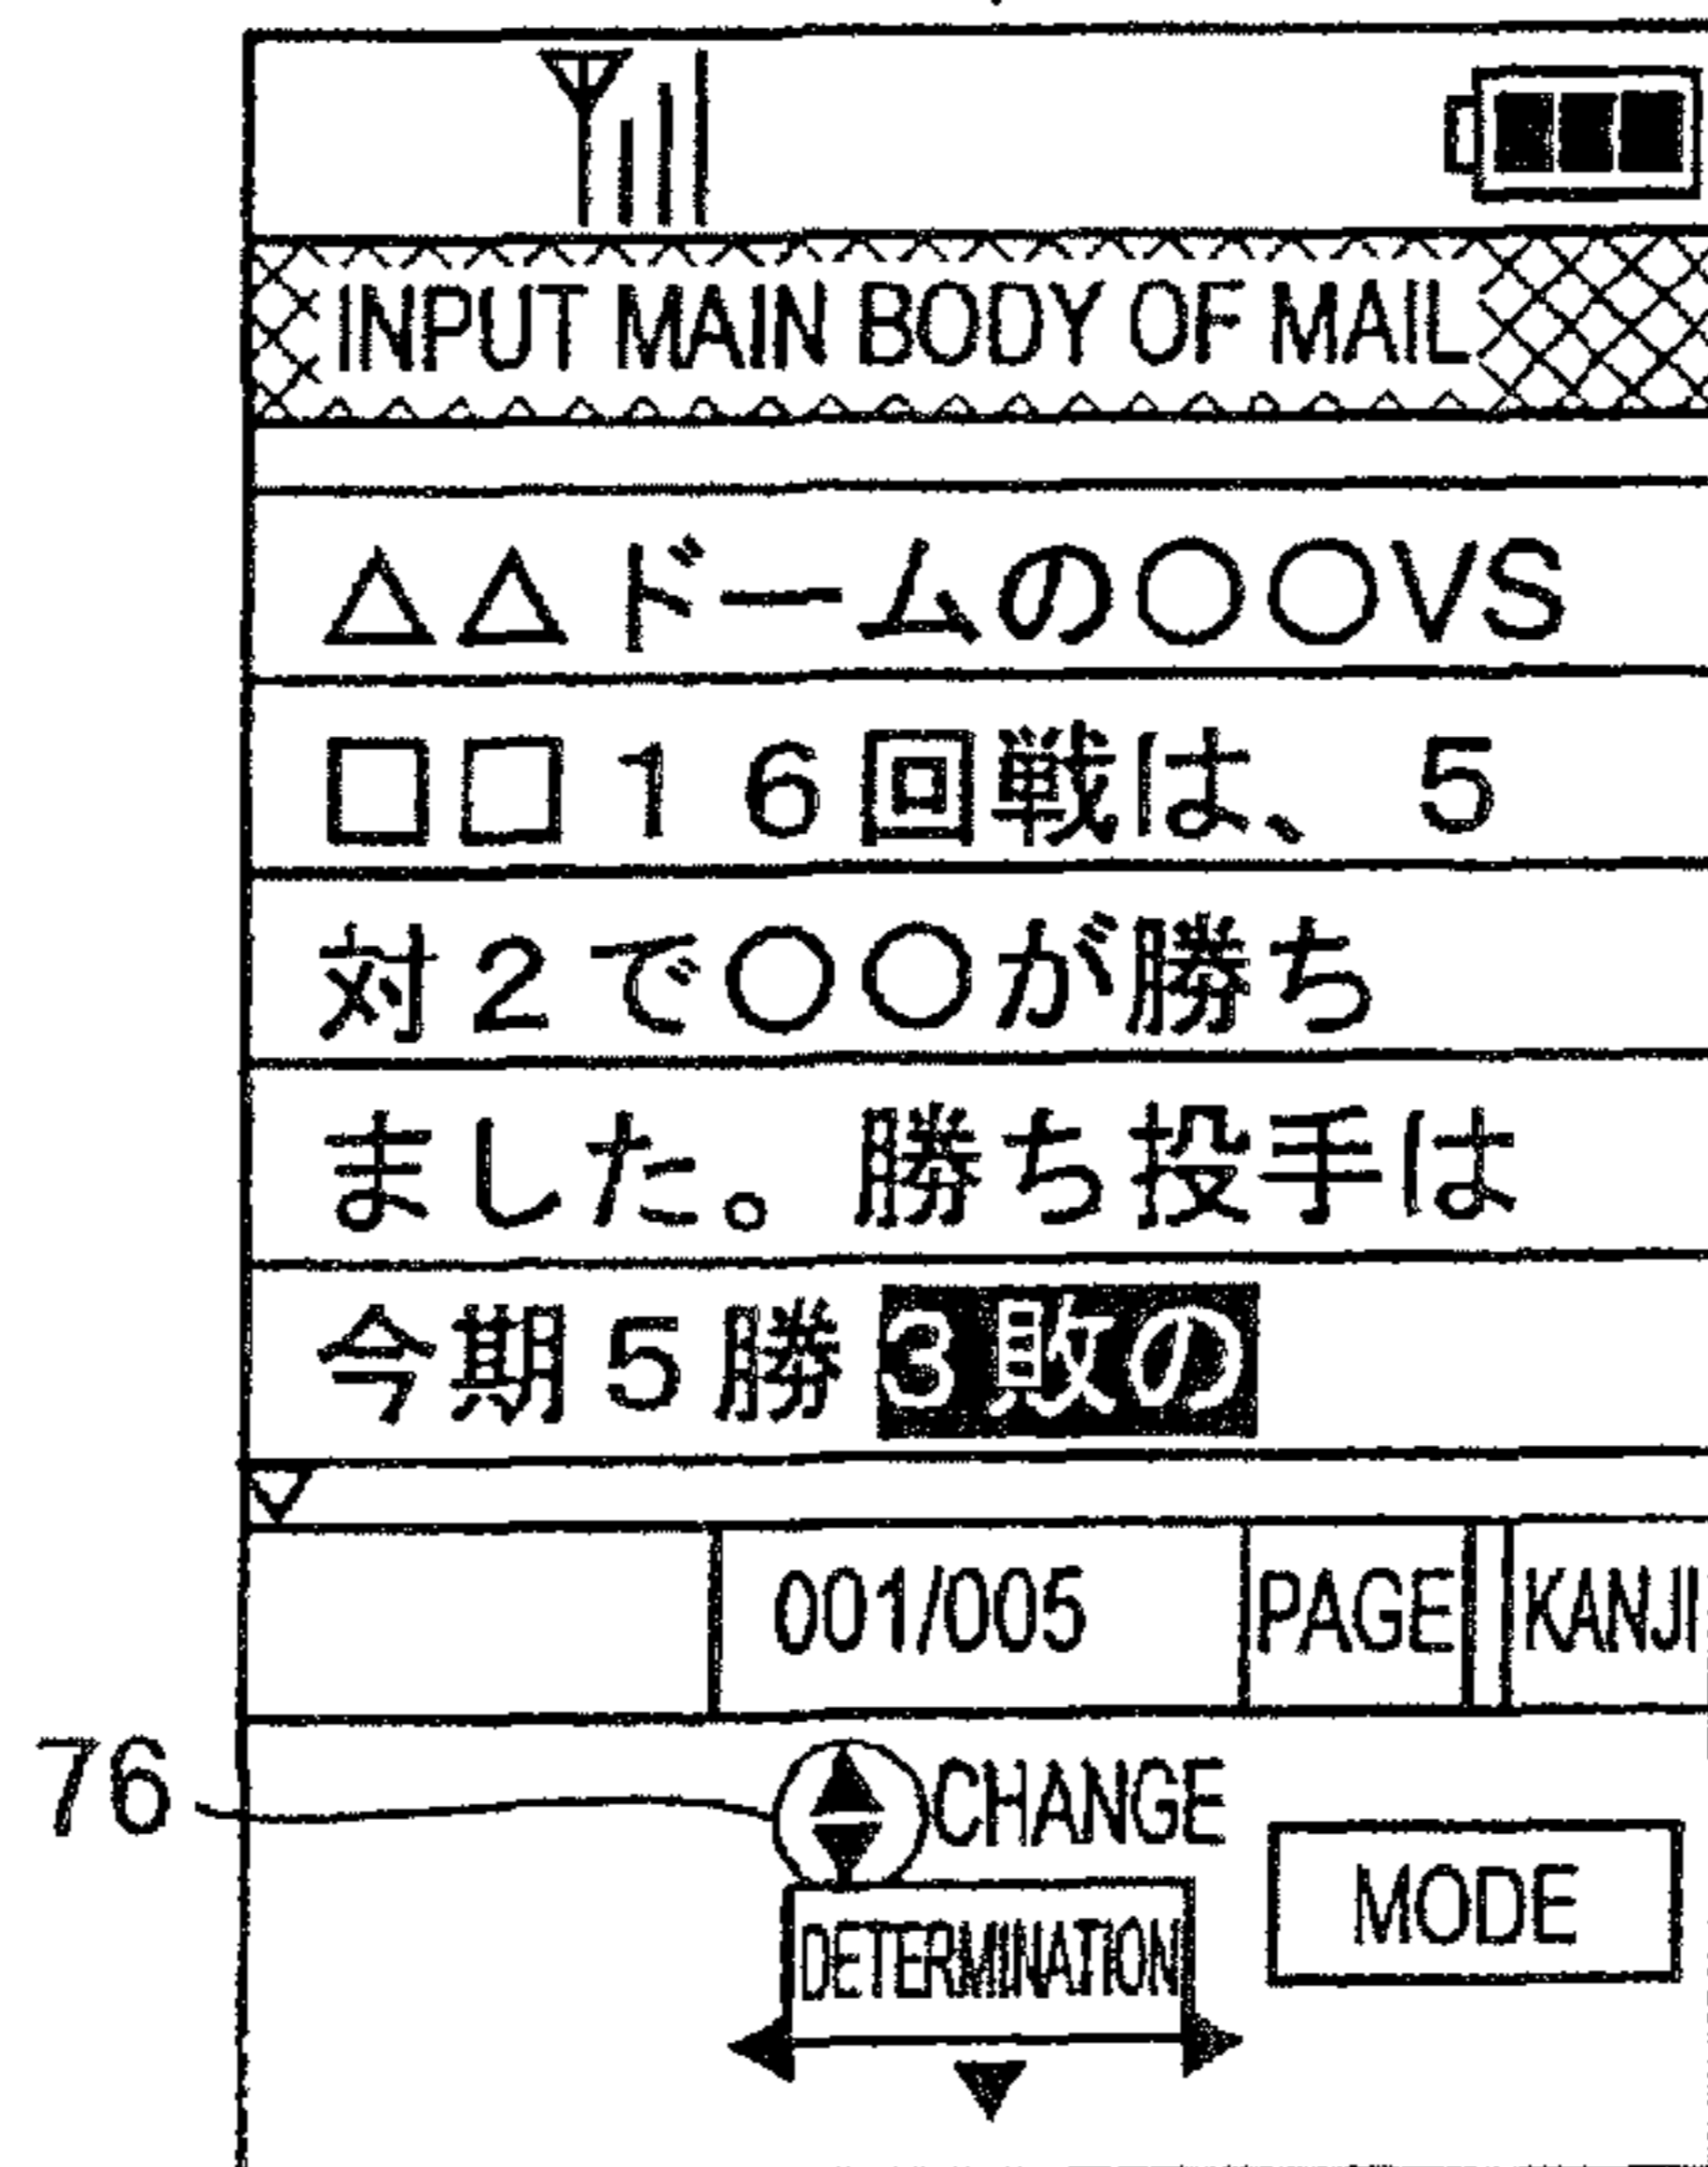 INPUT MAIN BODY OF MAIL
△△ドームの○○VS
□□16回戦は、5
対2で○○が勝ち
ました。勝ち投手は
今期5勝3敗の
001/005 PAGE KANJI
76
CHANGE
MODE
DETERMINATION